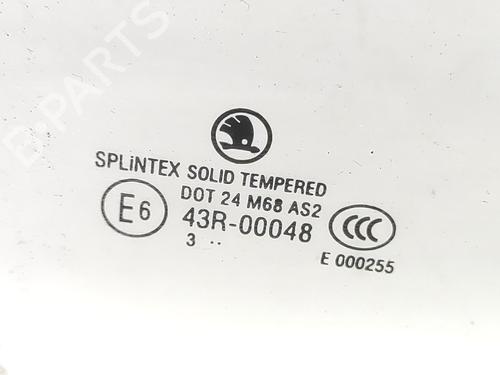 B-PARTS
SPLiNTEX SOLID TEMPERED
DOT 24 M68 AS2
E6 43R-00048 CCC
3 ..
E 000255